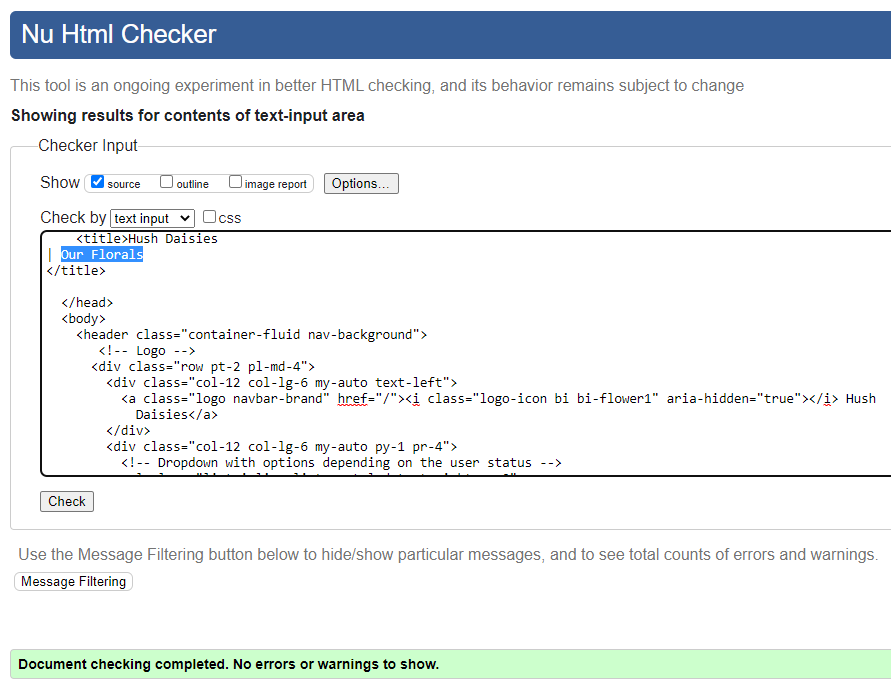 Nu Html Checker
This tool is an ongoing experiment in better HTML checking, and its behavior remains subject to change
Showing results for contents of text-input area
Checker Input
Show source outline image report Options...
Check by text input css
<title>Hush Daisies
| Our Florals
</title>
</head>
<body>
<header class="container-fluid nav-background">
<!-- Logo -->
<div class="row pt-2 pl-md-4">
<div class="col-12 col-lg-6 my-auto text-left">
<a class="logo navbar-brand" href="/"><i class="logo-icon bi bi-flower1" aria-hidden="true"></i> Hush
Daisies</a>
</div>
<div class="col-12 col-lg-6 my-auto py-1 pr-4">
<!-- Dropdown with options depending on the user status -->
Check
Use the Message Filtering button below to hide/show particular messages, and to see total counts of errors and warnings.
Message Filtering
Document checking completed. No errors or warnings to show.